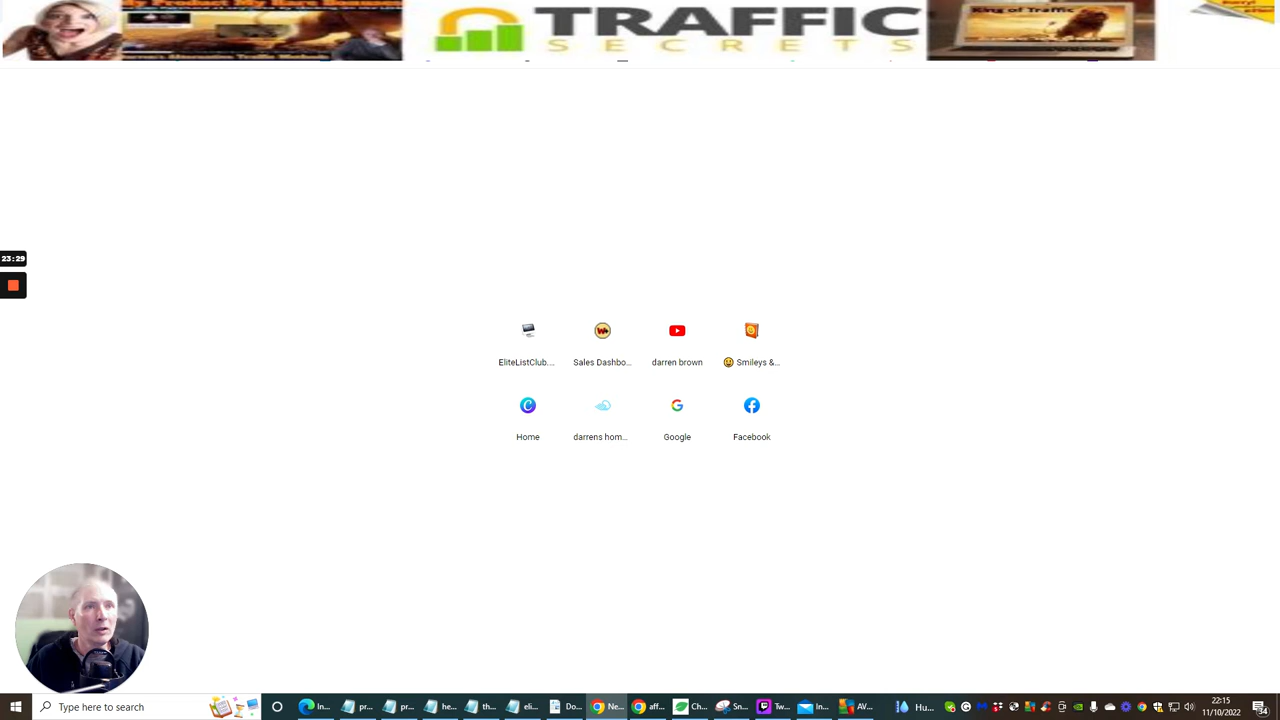 TRAFFIC
SECRETS
King of Traffic
23:29
EliteListClub....
Sales Dashbo...
darren brown
😀 Smileys &...
Home
darrens hom...
Google
Facebook
Type here to search
In...
pr...
pr...
he...
th...
eli...
Do...
Ne...
aff...
Ch...
Sn...
Tw...
In...
AV...
Hu...
22:15
11/10/2022